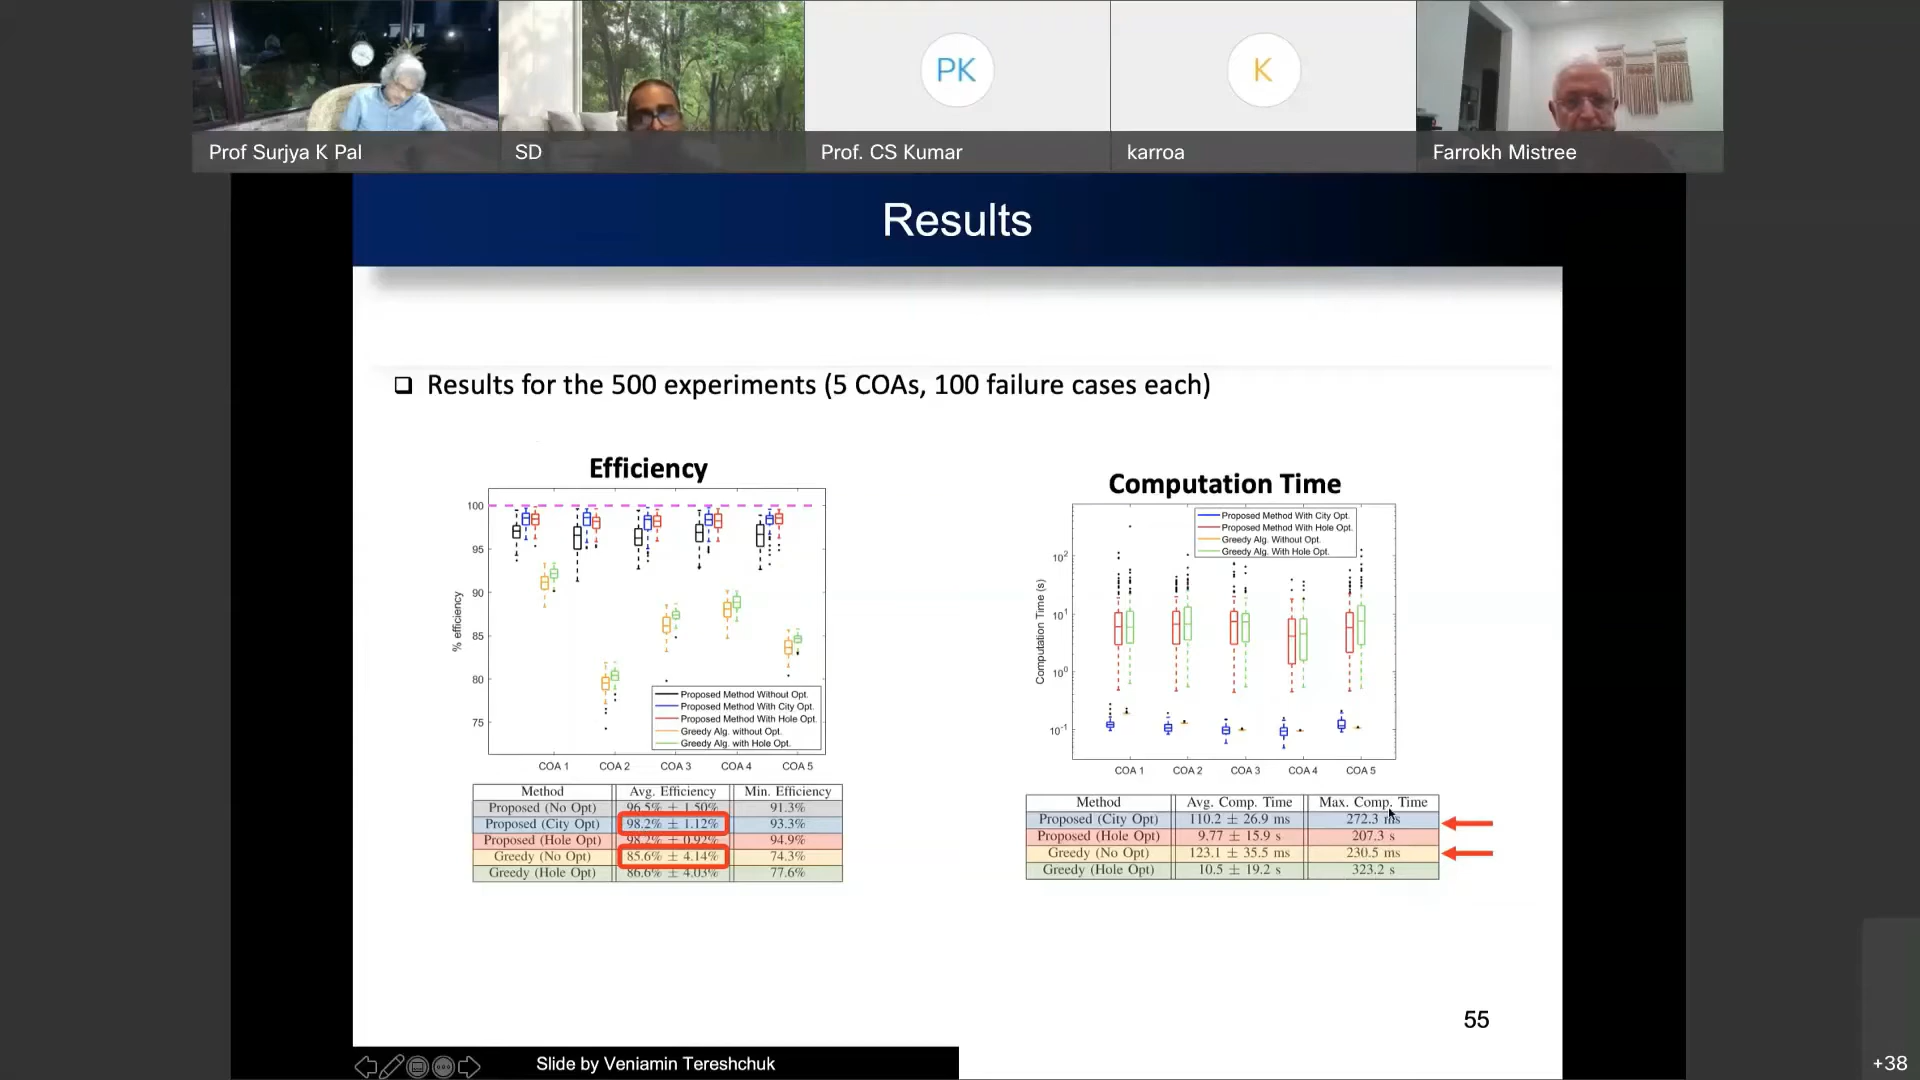 PK
K
Prof Surjya K Pal
SD
Prof. CS Kumar
karroa
Farrokh Mistree
Results
Results for the 500 experiments (5 COAs, 100 failure cases each)
Efficiency
100
95
90
85
80
75
% efficiency
Proposed Method Without Opt.
Proposed Method With City Opt.
Proposed Method With Hole Opt.
Greedy Alg. without Opt.
Greedy Alg. with Hole Opt.
COA 1 COA 2 COA 3 COA 4 COA 5
Method Avg. Efficiency Min. Efficiency
Proposed (No Opt) 96.5% ± 1.50% 91.3%
Proposed (City Opt) 98.2% ± 1.12% 93.3%
Proposed (Hole Opt) 98.2% ± 0.92% 94.9%
Greedy (No Opt) 85.6% ± 4.14% 74.3%
Greedy (Hole Opt) 86.6% ± 4.03% 77.6%
Computation Time
Proposed Method With City Opt.
Proposed Method With Hole Opt.
Greedy Alg. Without Opt.
Greedy Alg. With Hole Opt.
10²
10¹
10⁰
10⁻¹
Computation Time (s)
COA 1 COA 2 COA 3 COA 4 COA 5
Method Avg. Comp. Time Max. Comp. Time
Proposed (City Opt) 110.2 ± 26.9 ms 272.3 ms
Proposed (Hole Opt) 9.77 ± 15.9 s 207.3 s
Greedy (No Opt) 123.1 ± 35.5 ms 230.5 ms
Greedy (Hole Opt) 10.5 ± 19.2 s 323.2 s
55
Slide by Veniamin Tereshchuk
+38